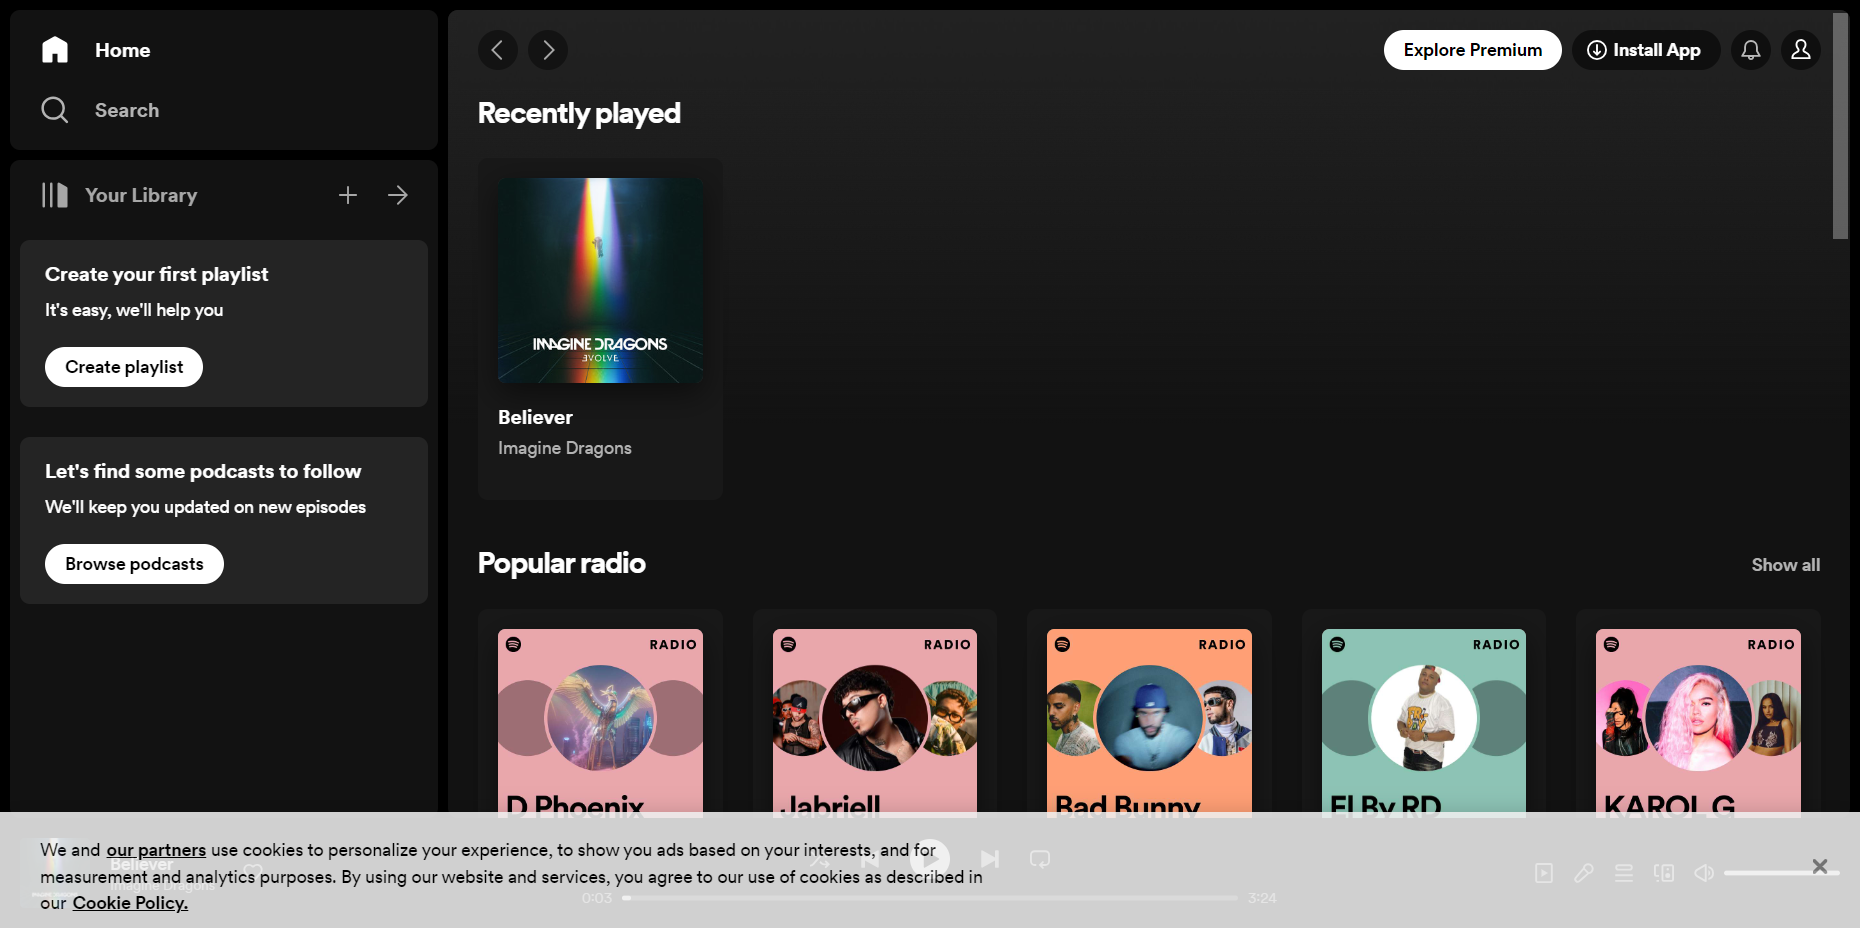 Home
Search
Your Library
Create your first playlist
It's easy, we'll help you
Create playlist
Let's find some podcasts to follow
We'll keep you updated on new episodes
Browse podcasts
Explore Premium
Install App
Recently played
IMAGINE DRAGONS
EVOLVE
Believer
Imagine Dragons
Popular radio
Show all
RADIO
D Phoenix
RADIO
Jabriell
RADIO
Bad Bunny
RADIO
El By RD
RADIO
KAROL G
We and our partners use cookies to personalize your experience, to show you ads based on your interests, and for
measurement and analytics purposes. By using our website and services, you agree to our use of cookies as described in
our Cookie Policy.
Believer
Imagine Dragons
0:03
3:24